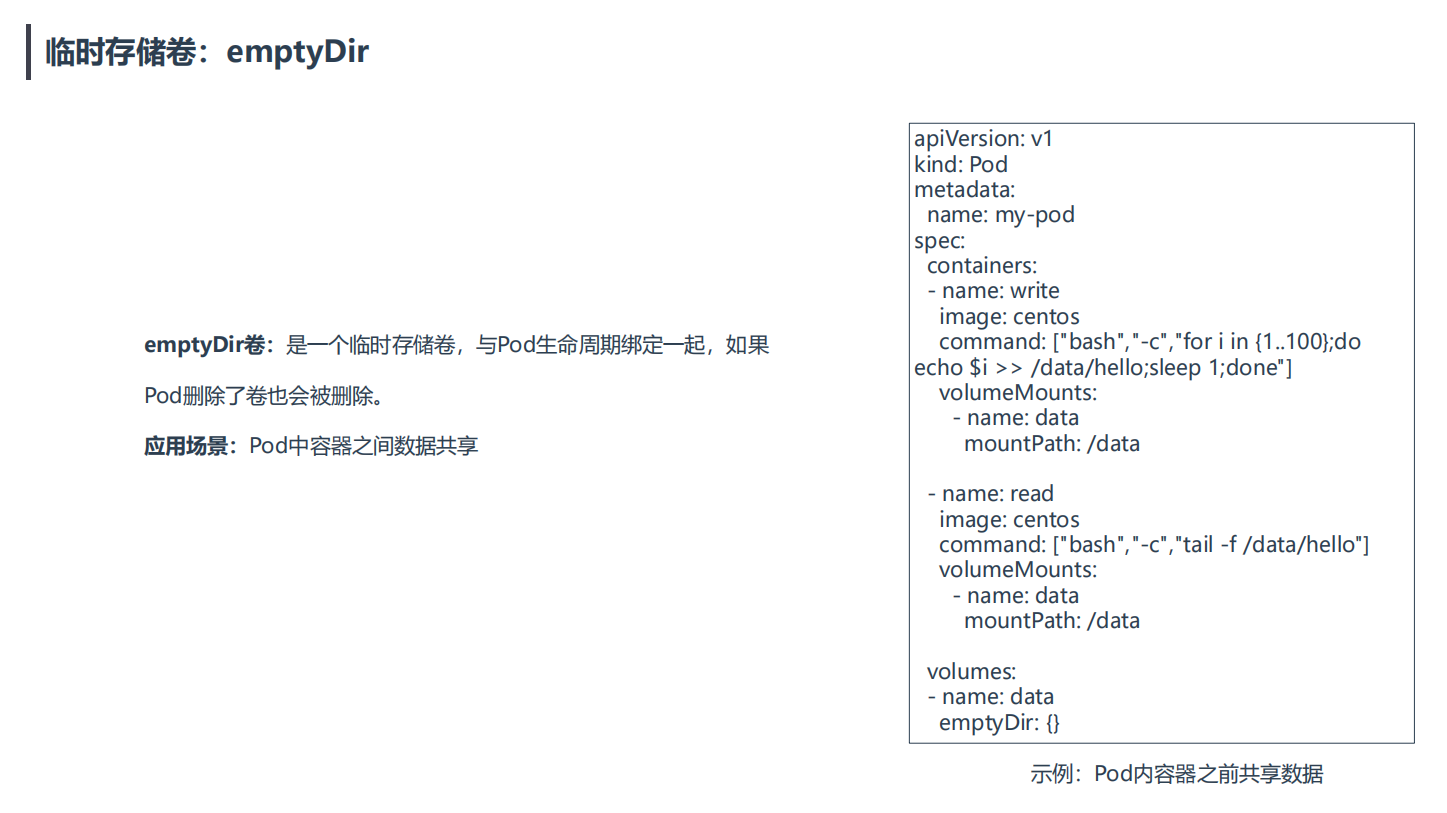 临时存储卷：emptyDir
emptyDir卷：是一个临时存储卷，与Pod生命周期绑定一起，如果
Pod删除了卷也会被删除。
应用场景：Pod中容器之间数据共享
apiVersion: v1
kind: Pod
metadata:
  name: my-pod
spec:
  containers:
  - name: write
    image: centos
    command: ["bash","-c","for i in {1..100};do
echo $i >> /data/hello;sleep 1;done"]
    volumeMounts:
      - name: data
        mountPath: /data
  - name: read
    image: centos
    command: ["bash","-c","tail -f /data/hello"]
    volumeMounts:
      - name: data
        mountPath: /data
  volumes:
  - name: data
    emptyDir: {}
示例：Pod内容器之前共享数据